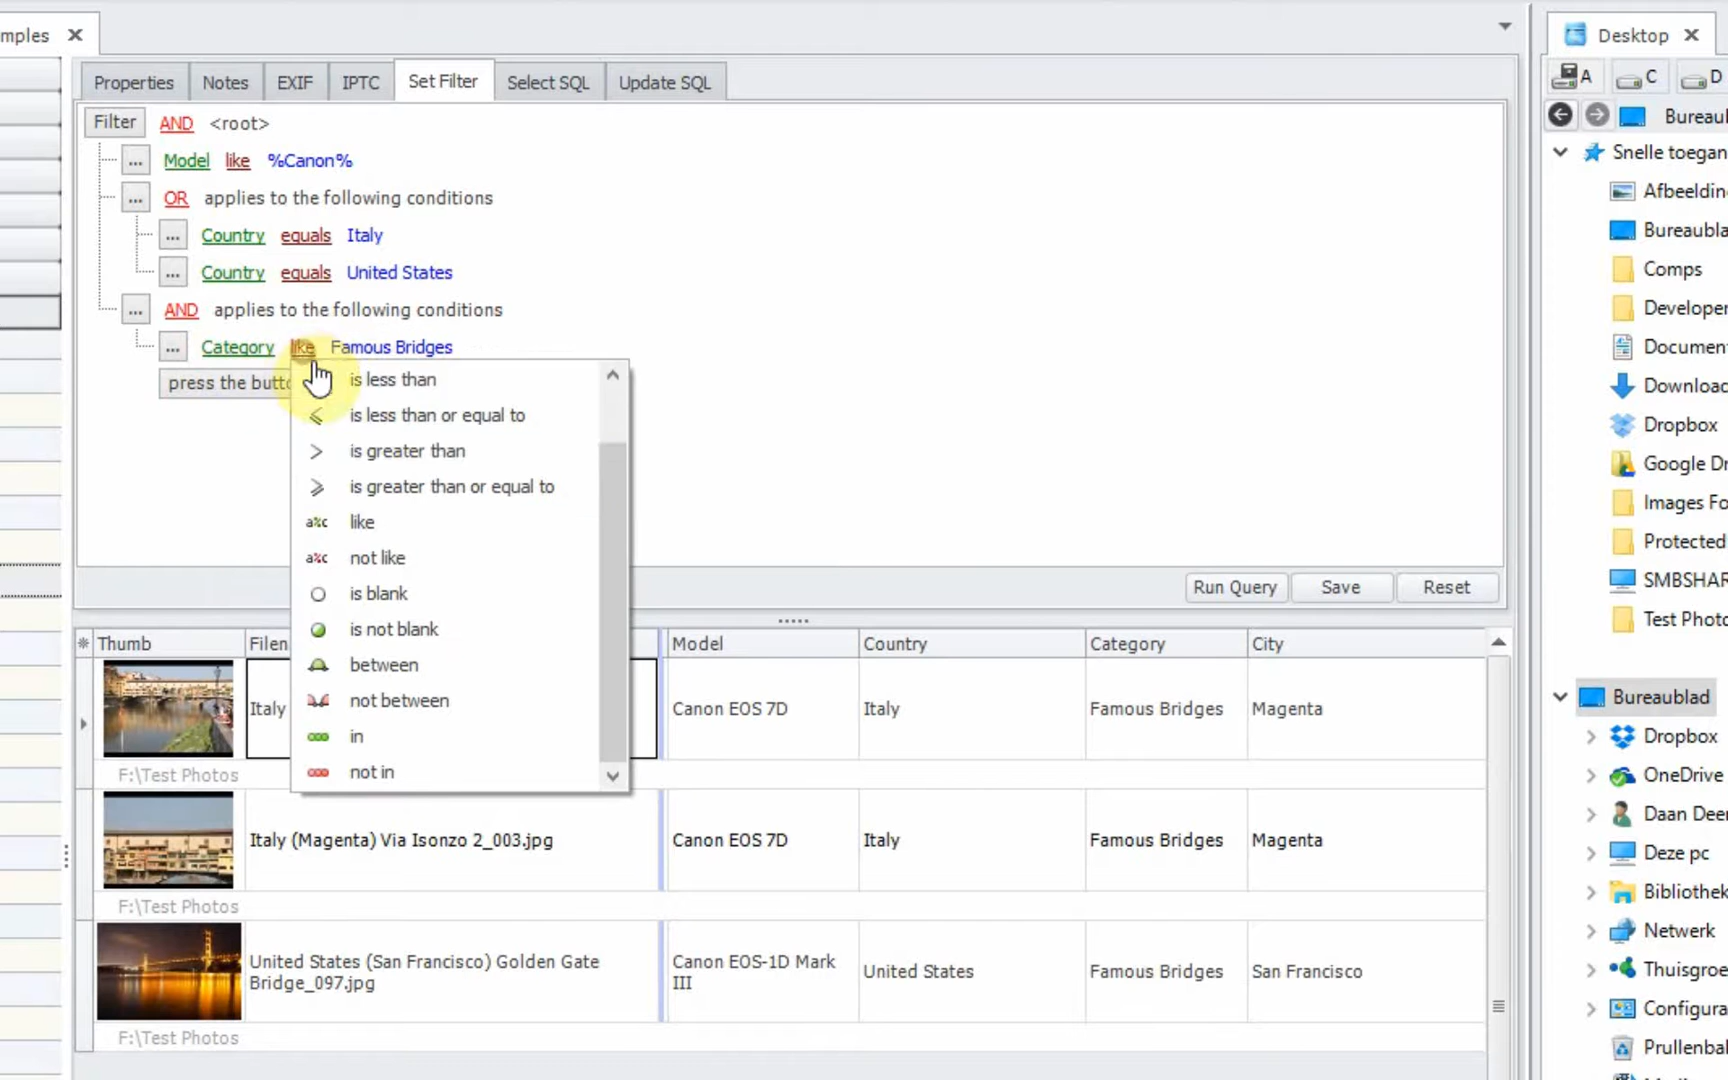 mples
Properties Notes EXIF IPTC Set Filter Select SQL Update SQL
Filter AND <root>
... Model like %Canon%
... OR applies to the following conditions
... Country equals Italy
... Country equals United States
... AND applies to the following conditions
... Category like Famous Bridges
press the butto
is less than
is less than or equal to
is greater than
is greater than or equal to
like
not like
is blank
is not blank
between
not between
in
not in
Run Query Save Reset
Thumb Filen Model Country Category City
Italy Canon EOS 7D Italy Famous Bridges Magenta
F:\Test Photos
Italy (Magenta) Via Isonzo 2_003.jpg Canon EOS 7D Italy Famous Bridges Magenta
F:\Test Photos
United States (San Francisco) Golden Gate
Bridge_097.jpg
Canon EOS-1D Mark
III
United States Famous Bridges San Francisco
F:\Test Photos
Desktop
A C D
Bureaul
Snelle toegan
Afbeeldin
Bureaubla
Comps
Developer
Document
Download
Dropbox
Google Dr
Images Fo
Protected
SMBSHAR
Test Photo
Bureaublad
Dropbox
OneDrive
Daan Deer
Deze pc
Bibliothek
Netwerk
Thuisgroe
Configura
Prullenbal